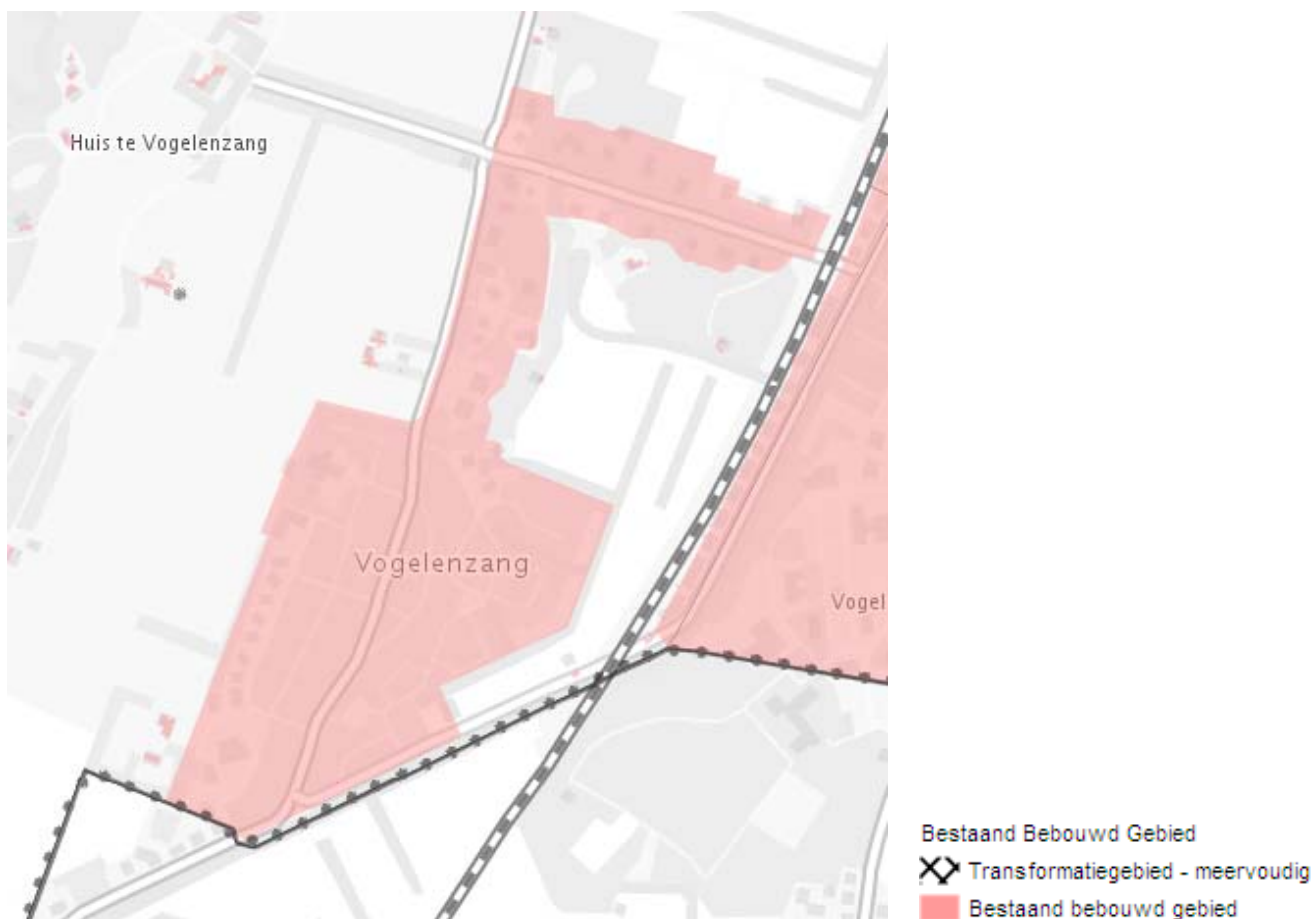 Huis te Vogelenzang
Vogelenzang
Vogel
Bestaand Bebouwd Gebied
Transformatiegebied - meervoudig
Bestaand bebouwd gebied